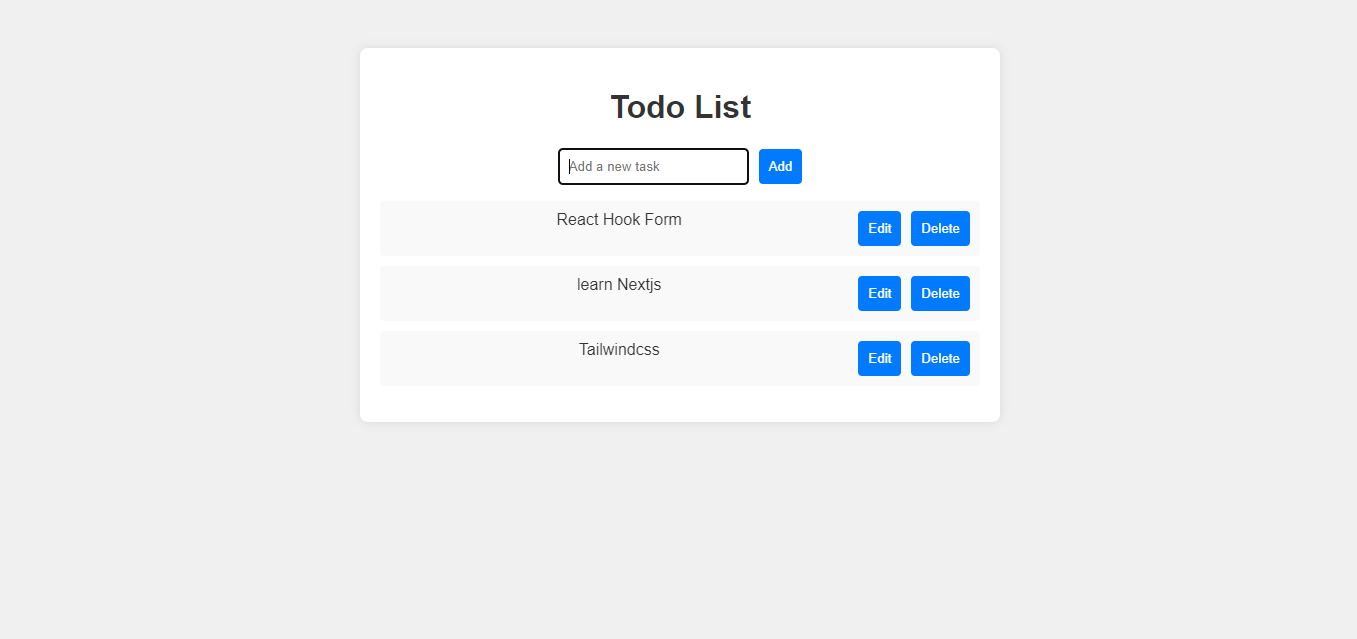 Todo List
Add a new task Add
React Hook Form Edit Delete
learn Nextjs Edit Delete
Tailwindcss Edit Delete